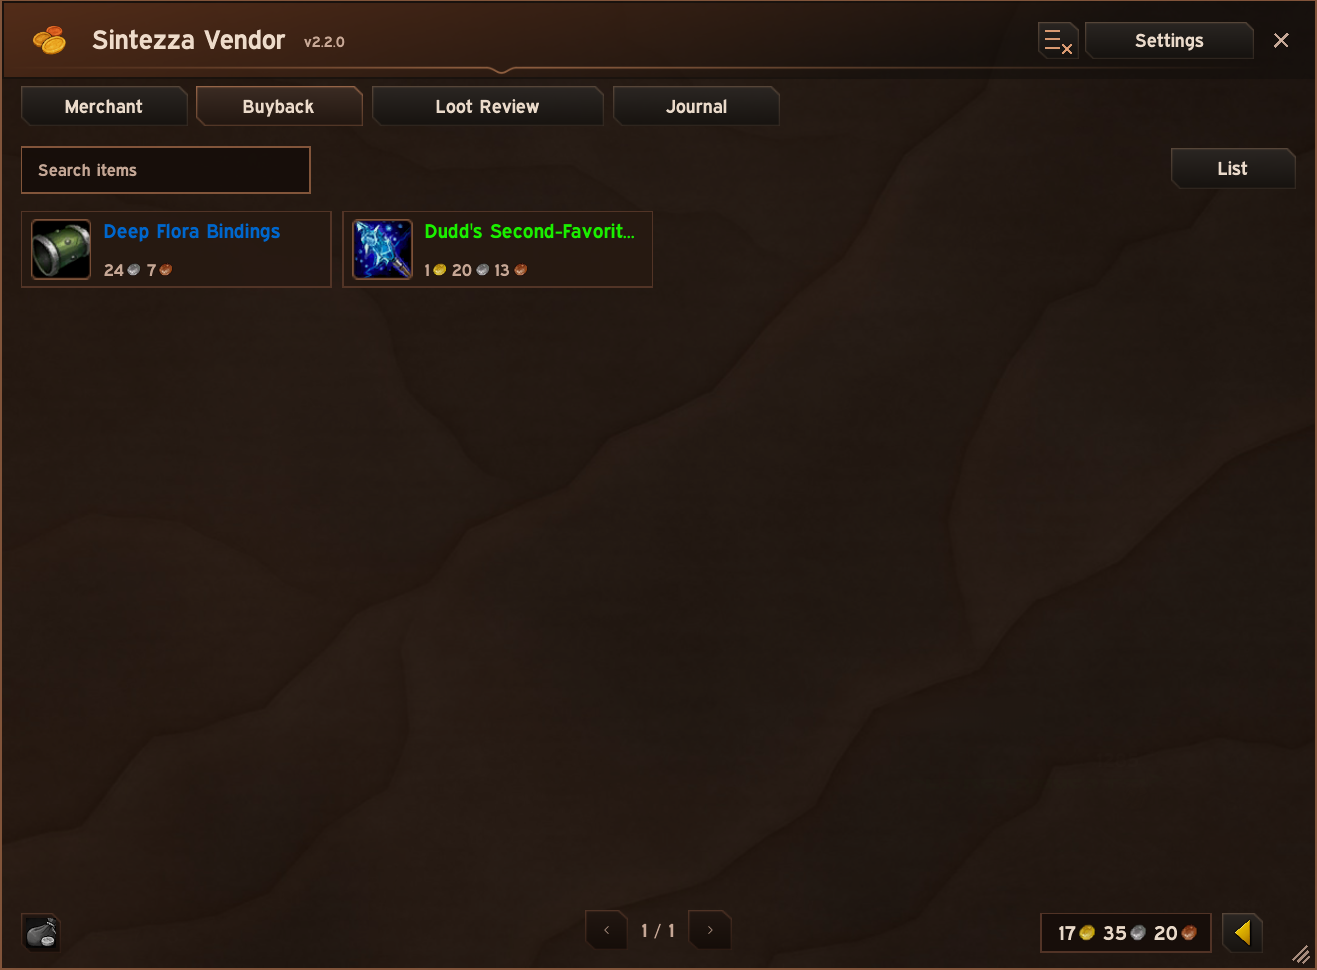 Sintezza Vendor v2.2.0
Settings
Merchant
Buyback
Loot Review
Journal
Search items
List
Deep Flora Bindings
24 7
Dudd's Second-Favorit...
1 20 13
1 / 1
17 35 20